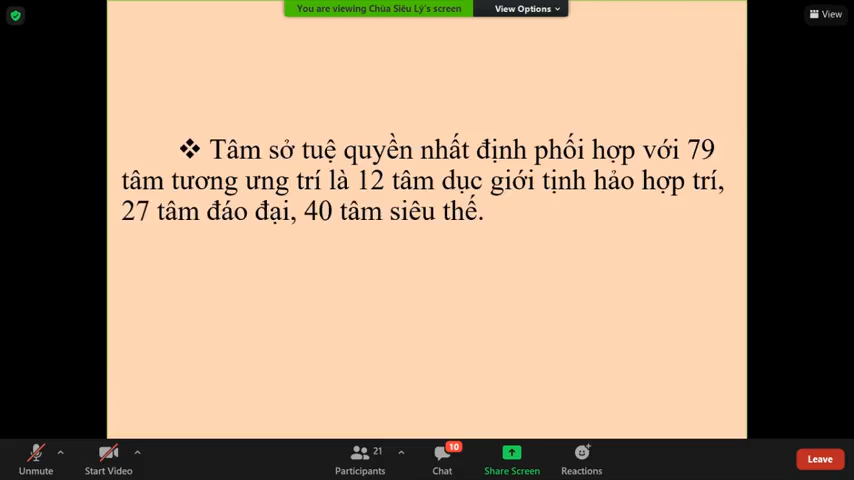 You are viewing Chùa Siêu Lý's screen
View Options
View
❖ Tâm sở tuệ quyền nhất định phối hợp với 79
tâm tương ưng trí là 12 tâm dục giới tịnh hảo hợp trí,
27 tâm đáo đại, 40 tâm siêu thế.
21
10
Unmute
Start Video
Participants
Chat
Share Screen
Reactions
Leave